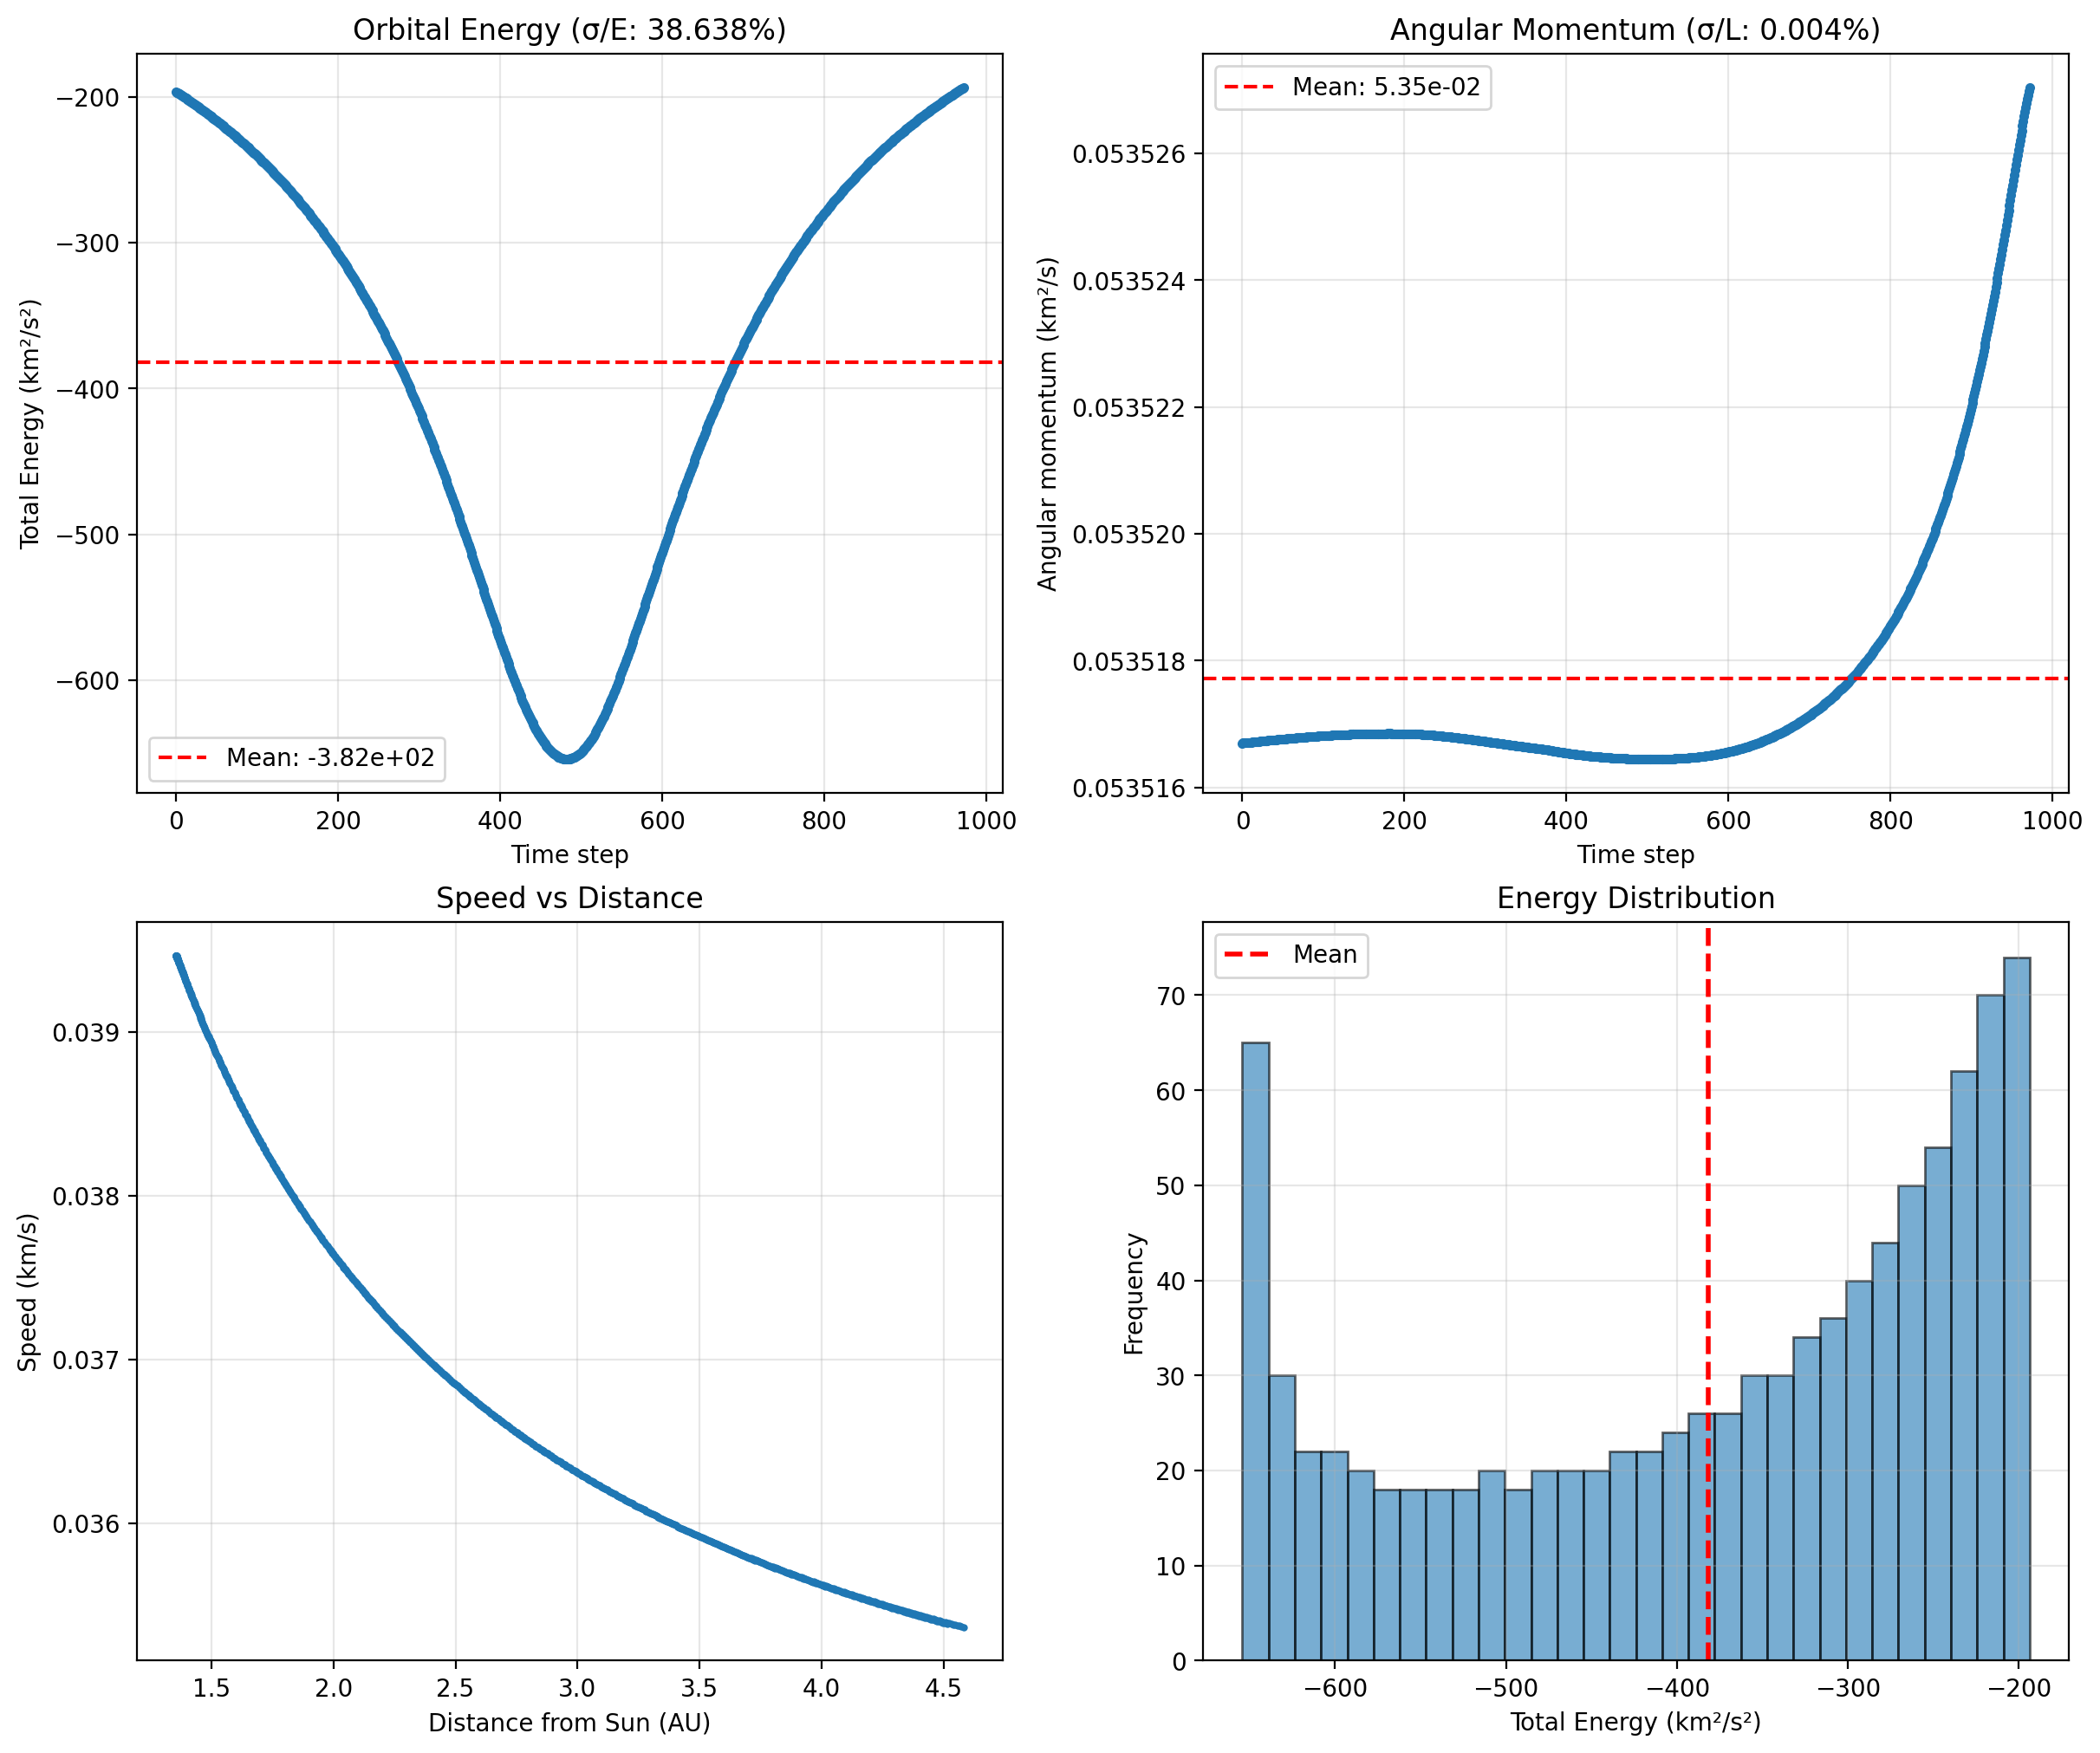 Orbital Energy (σ/E: 38.638%)
Total Energy (km²/s²)
−200
−300
−400
−500
−600
Mean: -3.82e+02
0 200 400 600 800 1000
Time step
Angular Momentum (σ/L: 0.004%)
Angular momentum (km²/s)
Mean: 5.35e-02
0.053526
0.053524
0.053522
0.053520
0.053518
0.053516
0 200 400 600 800 1000
Time step
Speed vs Distance
Speed (km/s)
0.039
0.038
0.037
0.036
1.5 2.0 2.5 3.0 3.5 4.0 4.5
Distance from Sun (AU)
Energy Distribution
Frequency
Mean
70
60
50
40
30
20
10
0
−600 −500 −400 −300 −200
Total Energy (km²/s²)